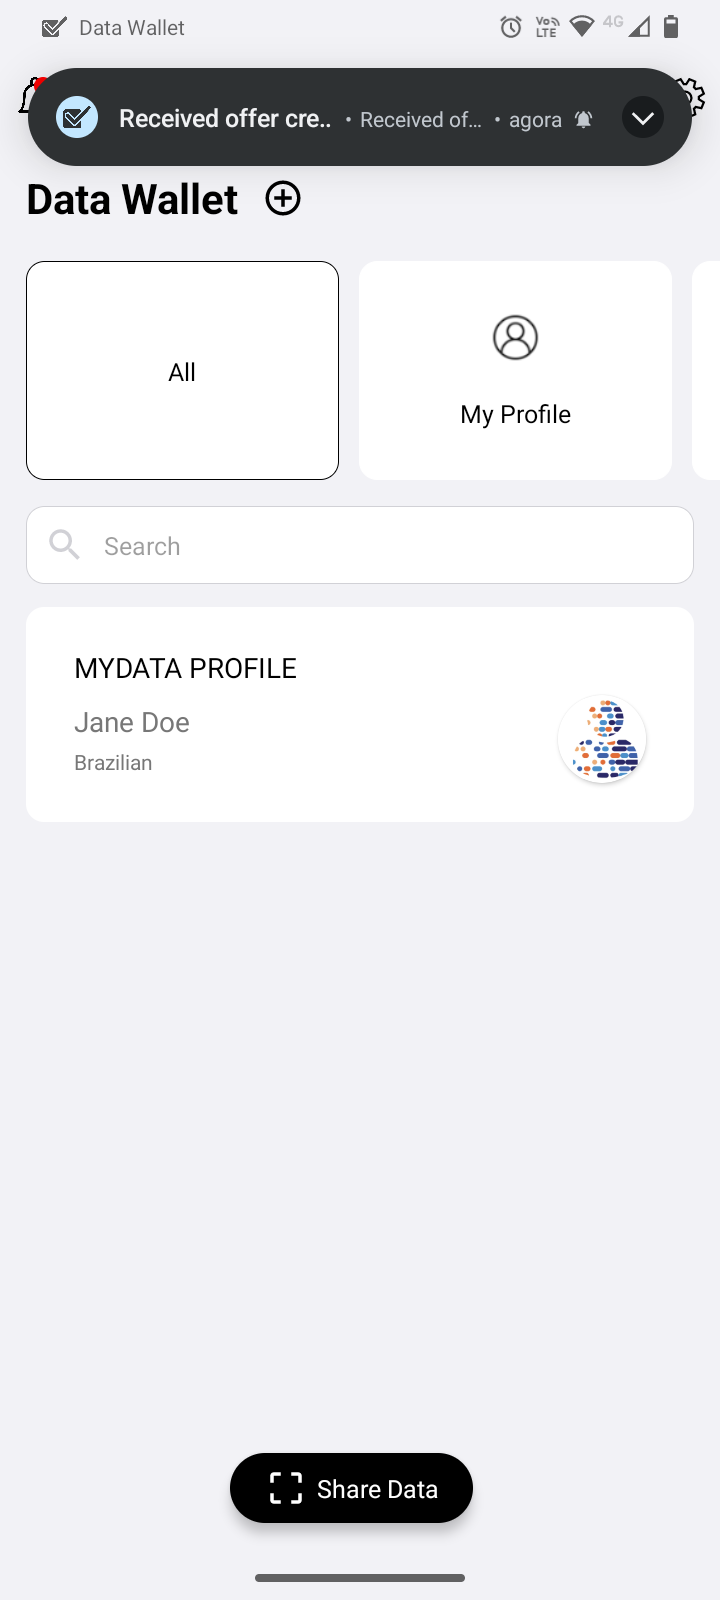 Data Wallet
Vo LTE 4G
Received offer cre.. • Received of... • agora
Data Wallet
All
My Profile
Search
MYDATA PROFILE
Jane Doe
Brazilian
Share Data